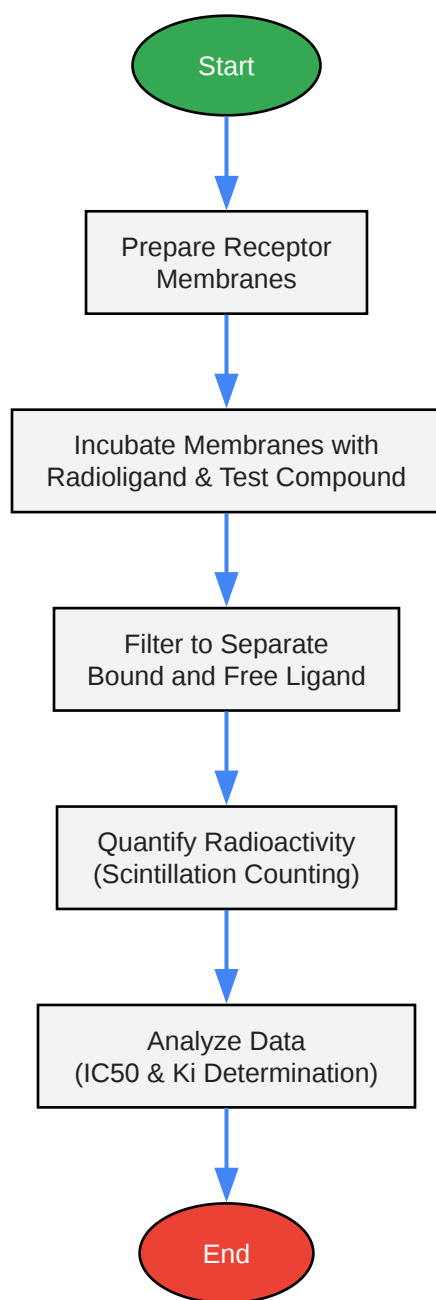 Start
Prepare Receptor
Membranes
Incubate Membranes with
Radioligand & Test Compound
Filter to Separate
Bound and Free Ligand
Quantify Radioactivity
(Scintillation Counting)
Analyze Data
(IC50 & Ki Determination)
End